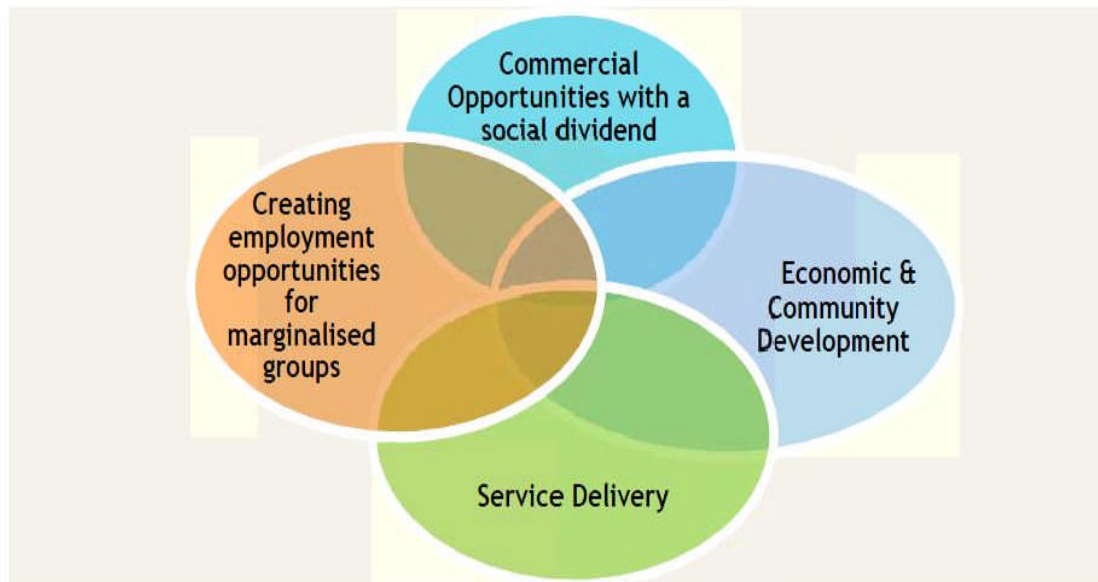 Commercial
Opportunities with a
social dividend
Creating
employment
opportunities
for
marginalised
groups
Economic &
Community
Development
Service Delivery